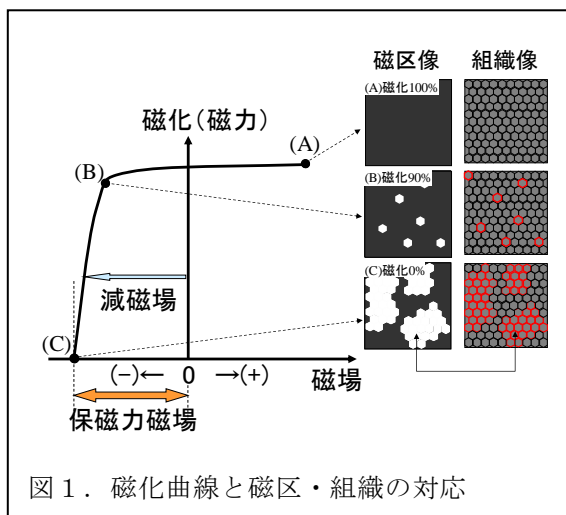 磁区像 組織像
(A)磁化100%
磁化(磁力)
(A)
(B)
(B)磁化90%
減磁場
(C)磁化0%
(C)
(−)← 0 →(+)
磁場
保磁力磁場
図1. 磁化曲線と磁区・組織の対応